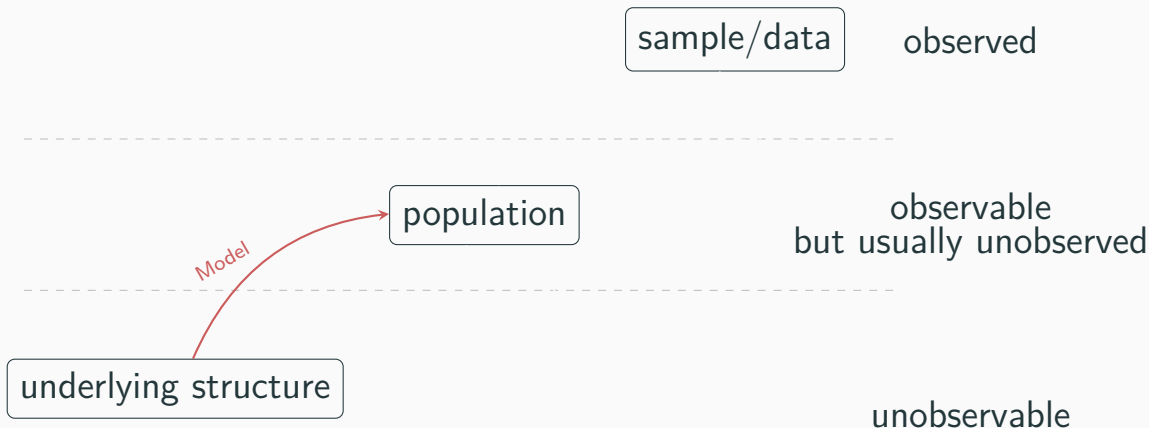 sample/data
observed
population
observable
but usually unobserved
Model
underlying structure
unobservable